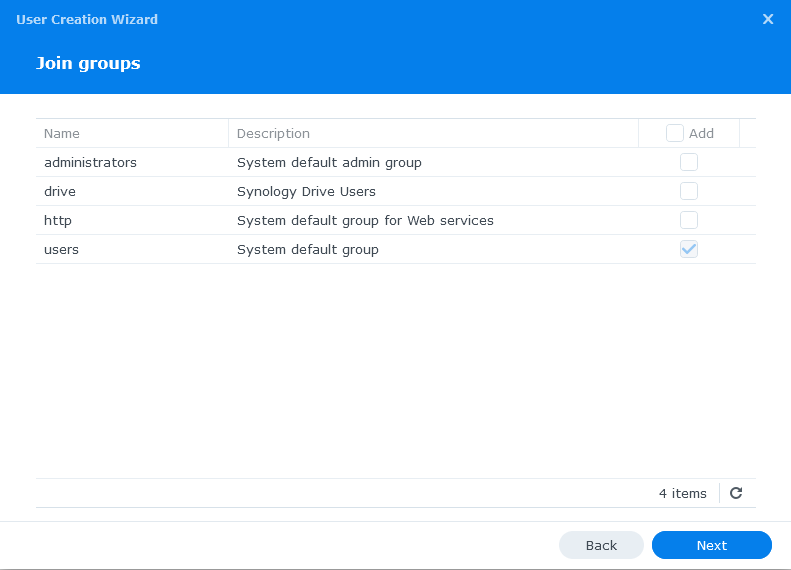 User Creation Wizard
Join groups
Name Description Add
administrators System default admin group
drive Synology Drive Users
http System default group for Web services
users System default group
4 items
Back Next